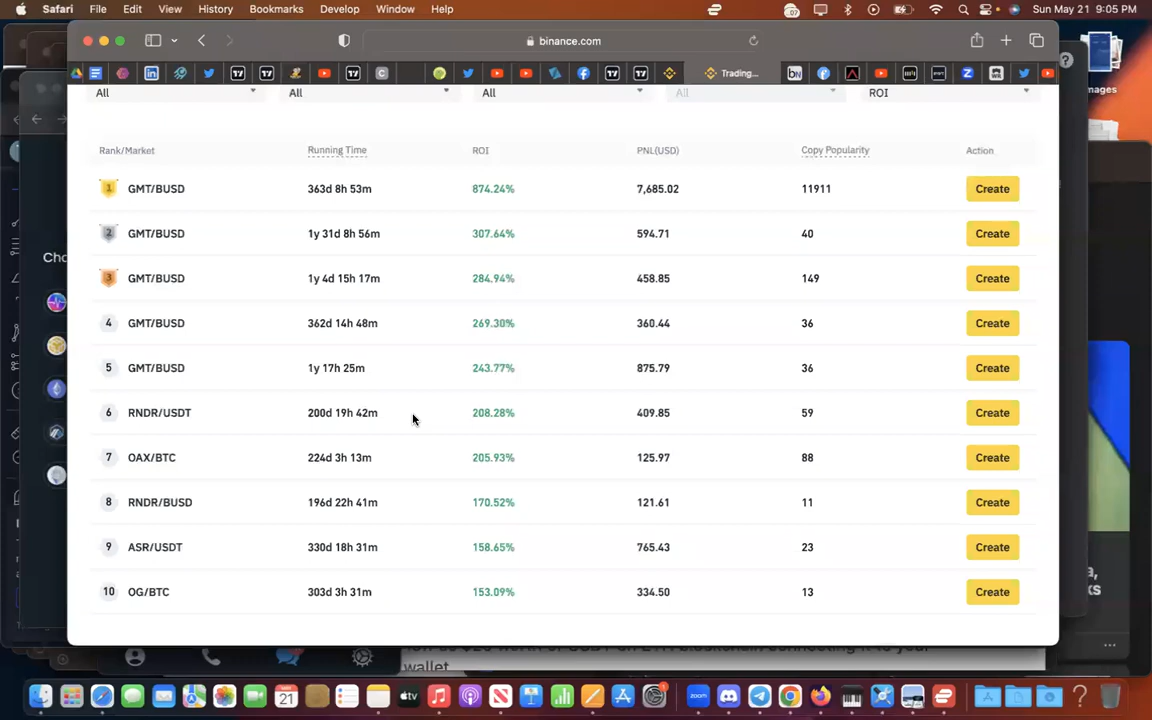 Safari File Edit View History Bookmarks Develop Window Help Sun May 21 9:05 PM
binance.com
Trading...
All All All All ROI
Rank/Market Running Time ROI PNL(USD) Copy Popularity Action
1 GMT/BUSD 363d 8h 53m 874.24% 7,685.02 11911 Create
2 GMT/BUSD 1y 31d 8h 56m 307.64% 594.71 40 Create
3 GMT/BUSD 1y 4d 15h 17m 284.94% 458.85 149 Create
4 GMT/BUSD 362d 14h 48m 269.30% 360.44 36 Create
5 GMT/BUSD 1y 17h 25m 243.77% 875.79 36 Create
6 RNDR/USDT 200d 19h 42m 208.28% 409.85 59 Create
7 OAX/BTC 224d 3h 13m 205.93% 125.97 88 Create
8 RNDR/BUSD 196d 22h 41m 170.52% 121.61 11 Create
9 ASR/USDT 330d 18h 31m 158.65% 765.43 23 Create
10 OG/BTC 303d 3h 31m 153.09% 334.50 13 Create
Cho
ks
wallet